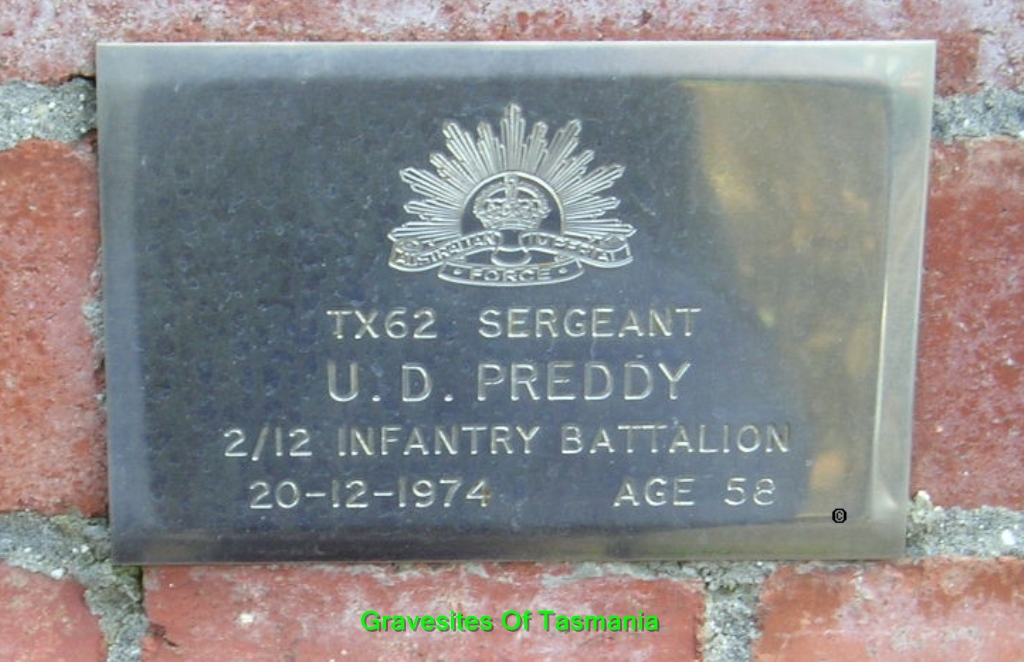 AUSTRALIAN IMPERIAL
FORCE
TX62 SERGEANT
U. D. PREDDY
2/12 INFANTRY BATTALION
20-12-1974 AGE 58
©
Gravesites Of Tasmania